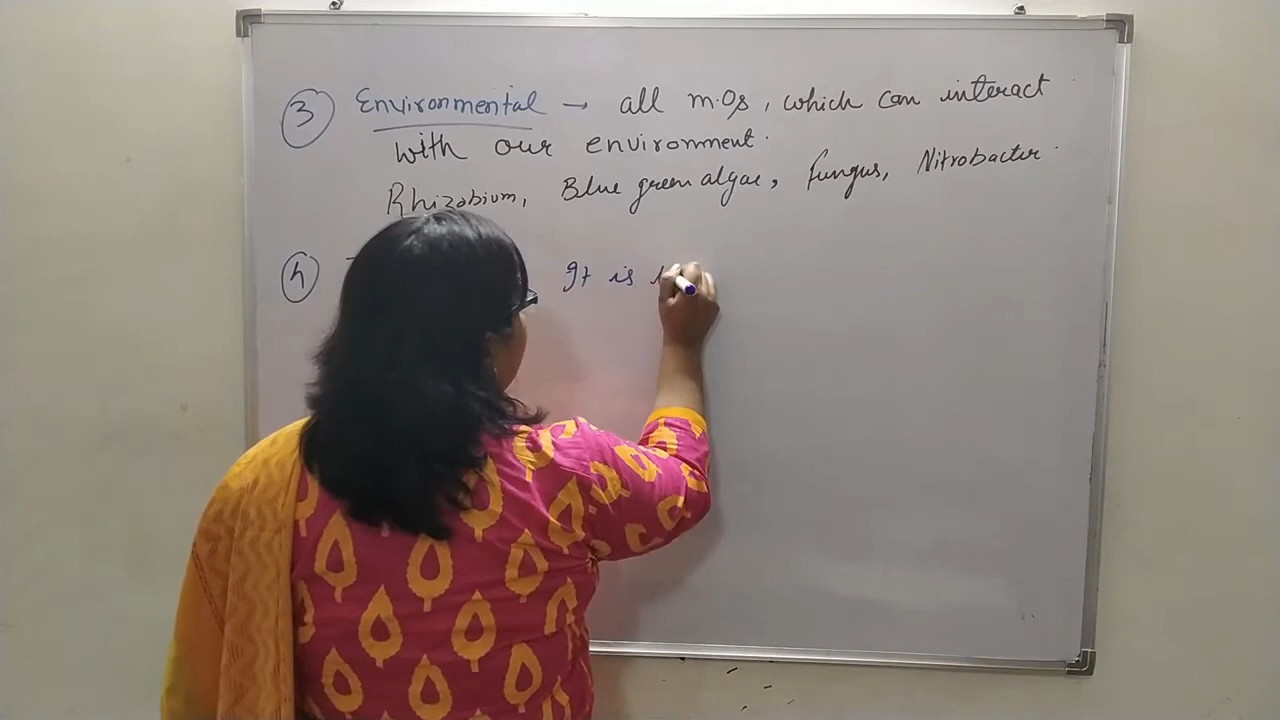 3 Environmental → all m.Os, which can interact
with our environment.
Rhizobium, Blue green algae, fungus, Nitrobacter.
4 It is